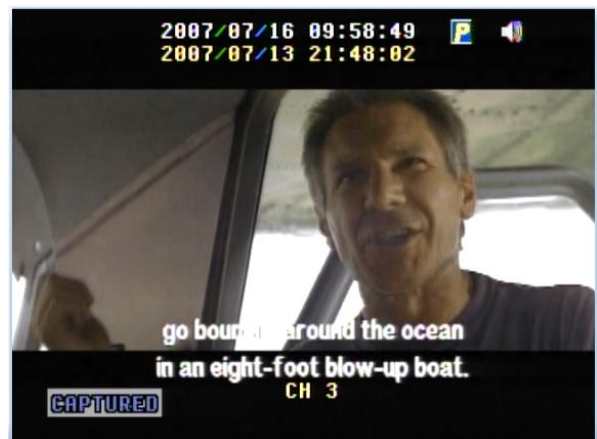 2007/07/16 09:58:49 P
2007/07/13 21:48:02
go around the ocean
in an eight-foot blow-up boat.
CH 3
CAPTURED